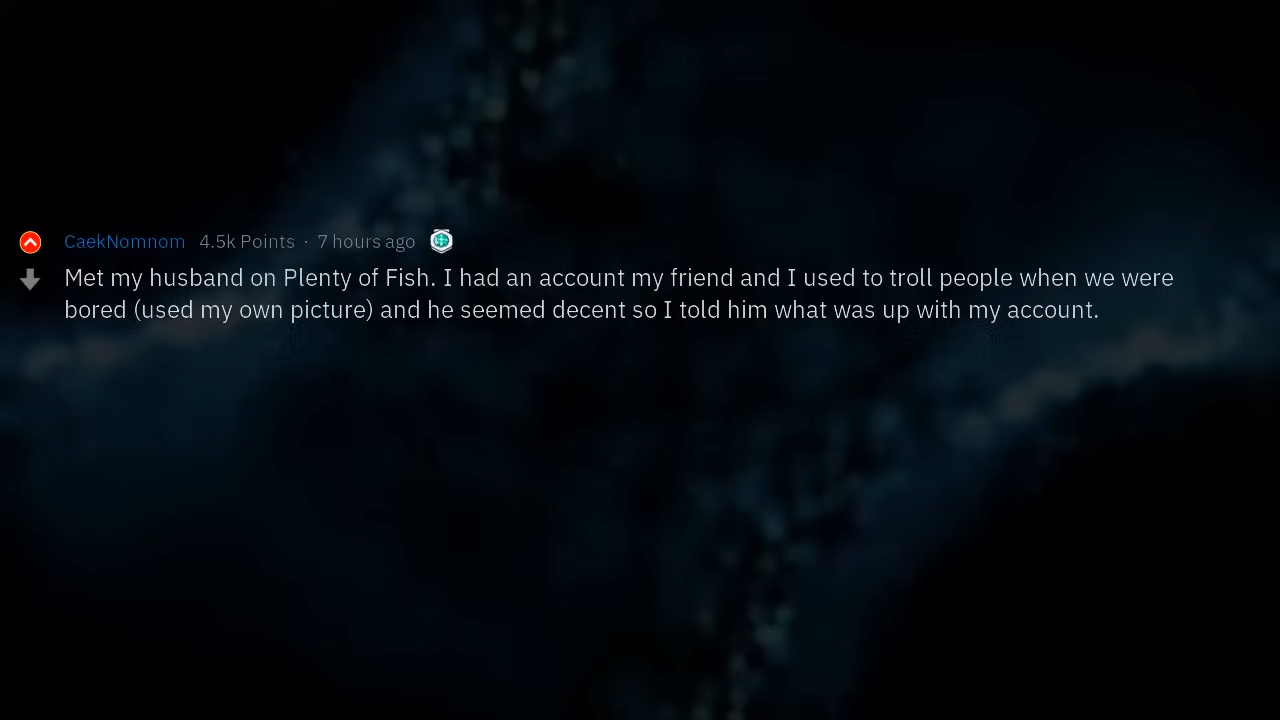 CaekNomnom 4.5k Points · 7 hours ago
Met my husband on Plenty of Fish. I had an account my friend and I used to troll people when we were
bored (used my own picture) and he seemed decent so I told him what was up with my account.